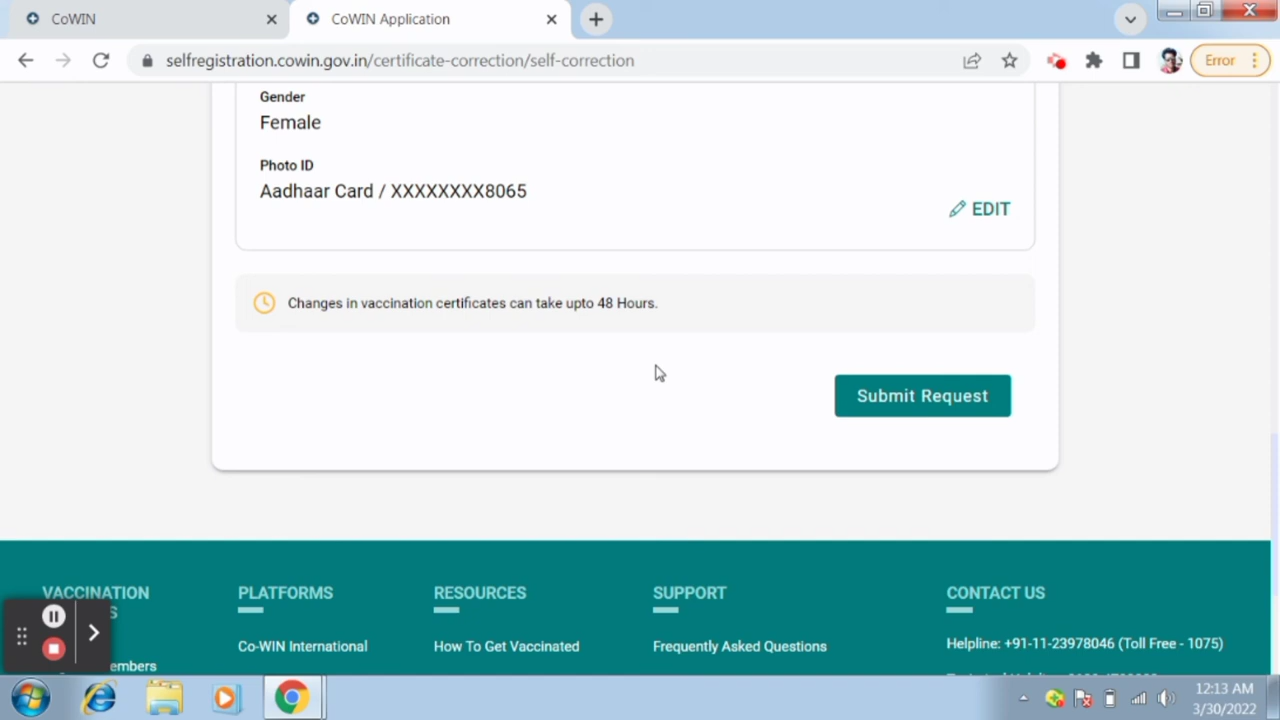 CoWIN
CoWIN Application
selfregistration.cowin.gov.in/certificate-correction/self-correction
Error
Gender
Female
Photo ID
Aadhaar Card / XXXXXXXX8065
EDIT
Changes in vaccination certificates can take upto 48 Hours.
Submit Request
VACCINATION
PLATFORMS
RESOURCES
SUPPORT
CONTACT US
Co-WIN International
How To Get Vaccinated
Frequently Asked Questions
Helpline: +91-11-23978046 (Toll Free - 1075)
12:13 AM
3/30/2022